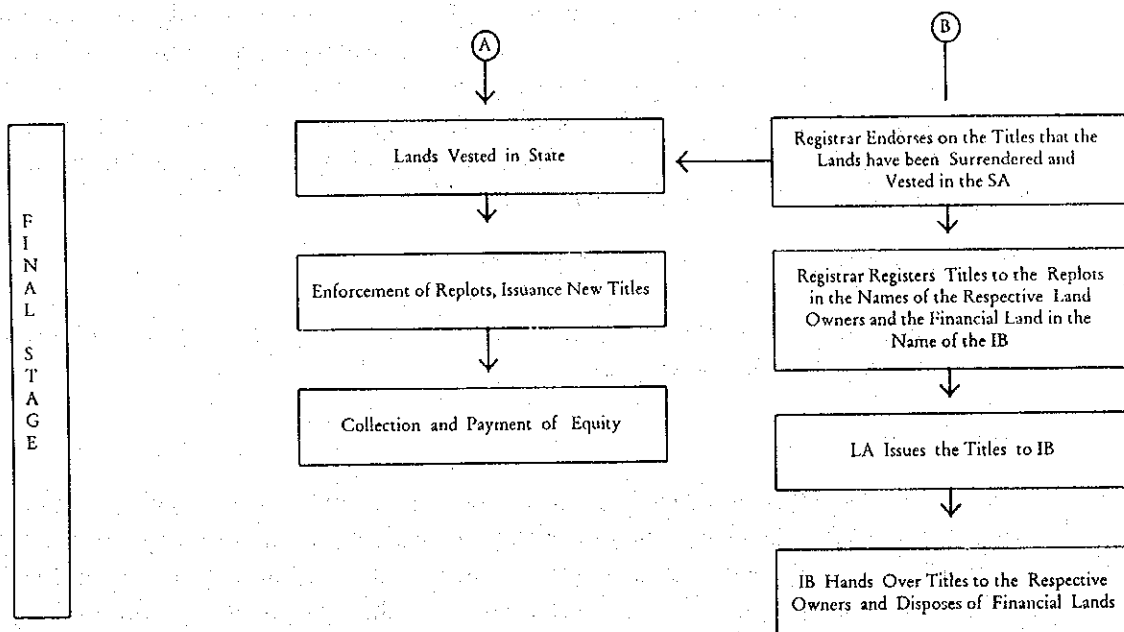 A
B
FINAL STAGE
Lands Vested in State
Registrar Endorses on the Titles that the
Lands have been Surrendered and
Vested in the SA
Enforcement of Replots, Issuance New Titles
Registrar Registers Titles to the Replots
in the Names of the Respective Land
Owners and the Financial Land in the
Name of the IB
Collection and Payment of Equity
LA Issues the Titles to IB
IB Hands Over Titles to the Respective
Owners and Disposes of Financial Lands